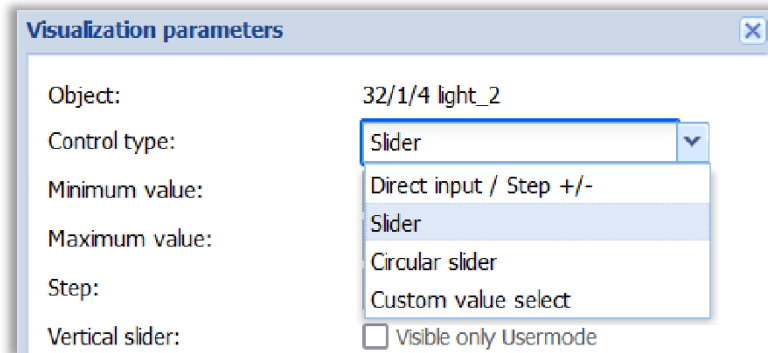 Visualization parameters
Object: 32/1/4 light_2
Control type: Slider
Direct input / Step +/-
Minimum value:
Slider
Maximum value:
Circular slider
Step:
Custom value select
Vertical slider: Visible only Usermode